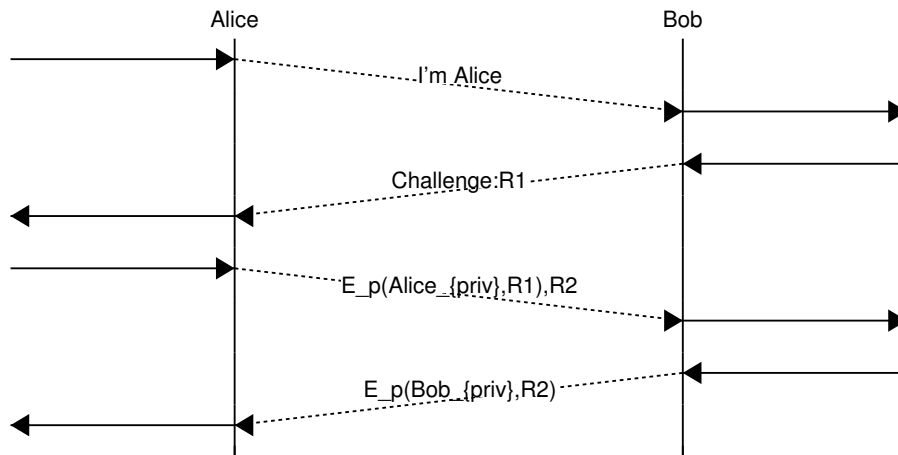 Alice Bob
I'm Alice
Challenge:R1
E_p(Alice_{priv},R1),R2
E_p(Bob_{priv},R2)